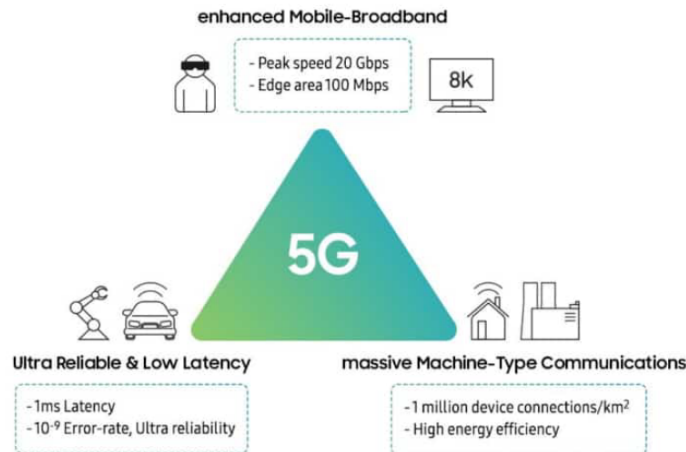 enhanced Mobile-Broadband
- Peak speed 20 Gbps
- Edge area 100 Mbps
8k
5G
Ultra Reliable & Low Latency
- 1ms Latency
- 10⁻⁹ Error-rate, Ultra reliability
massive Machine-Type Communications
- 1 million device connections/km²
- High energy efficiency